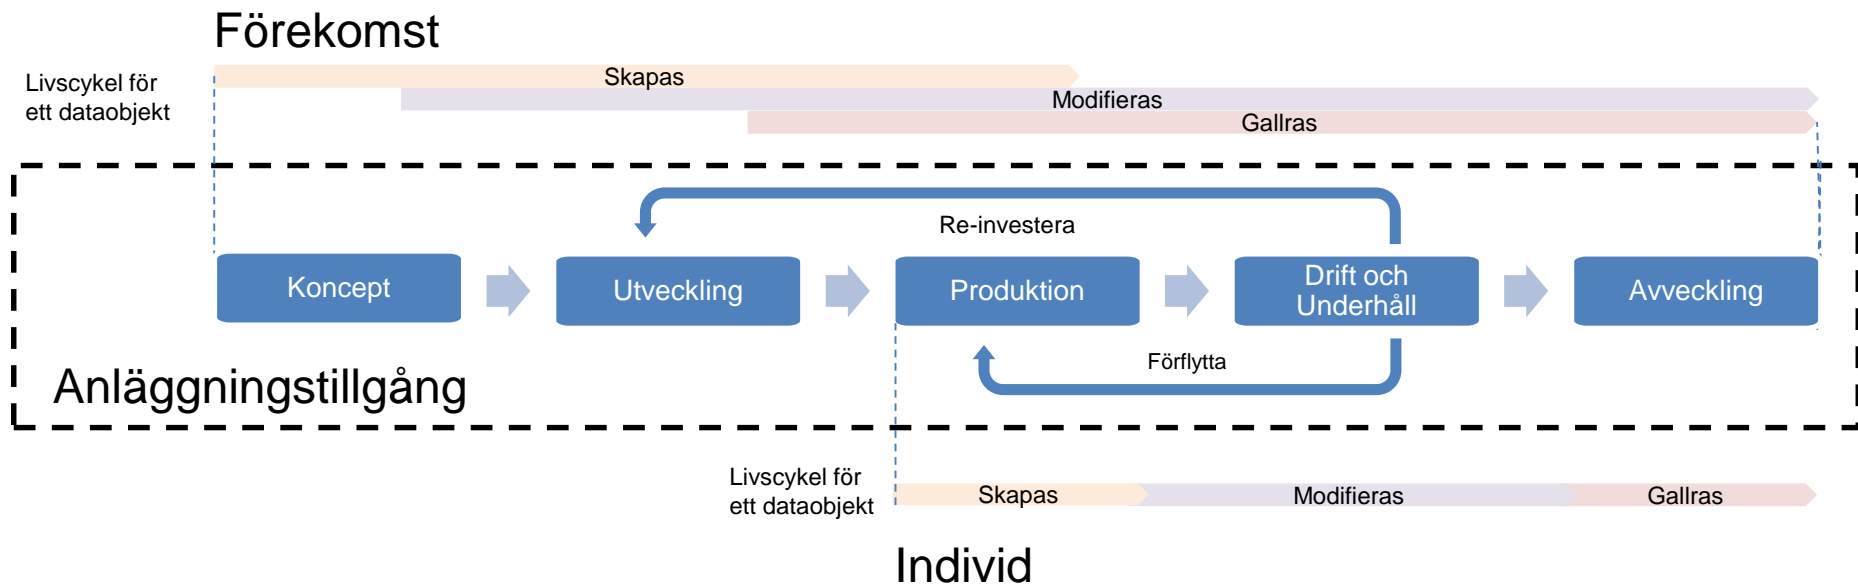 Förekomst
Livscykel för
ett dataobjekt
Skapas
Modifieras
Gallras
Re-investera
Koncept
Utveckling
Produktion
Drift och
Underhåll
Avveckling
Förflytta
Anläggningstillgång
Livscykel för
ett dataobjekt
Skapas
Modifieras
Gallras
Individ